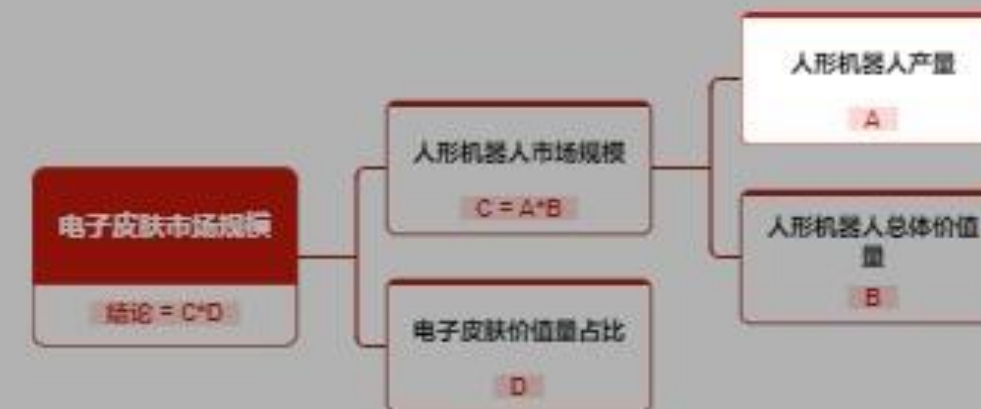 人形机器人产量
A
人形机器人市场规模
C = A*B
电子皮肤市场规模
结论 = C*D
人形机器人总体价值
量
B
电子皮肤价值量占比
D